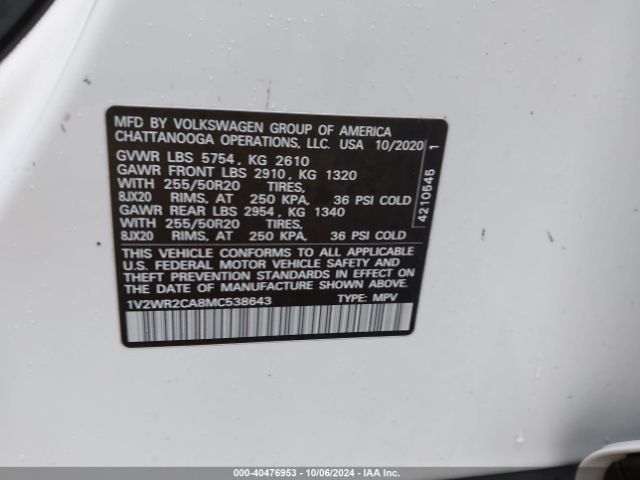 MFD BY VOLKSWAGEN GROUP OF AMERICA
CHATTANOOGA OPERATIONS, LLC. USA 10/2020
GVWR LBS 5754 , KG 2610
GAWR FRONT LBS 2910 , KG 1320
WITH 255/50R20 TIRES,
8JX20 RIMS, AT 250 KPA, 36 PSI COLD
GAWR REAR LBS 2954 , KG 1340
WITH 255/50R20 TIRES,
8JX20 RIMS, AT 250 KPA, 36 PSI COLD
THIS VEHICLE CONFORMS TO ALL APPLICABLE
U.S. FEDERAL MOTOR VEHICLE SAFETY AND
THEFT PREVENTION STANDARDS IN EFFECT ON
THE DATE OF MANUFACTURE SHOWN ABOVE.
1V2WR2CA8MC538643 TYPE: MPV
4210545 1
000-40476953 - 10/06/2024 - IAA Inc.